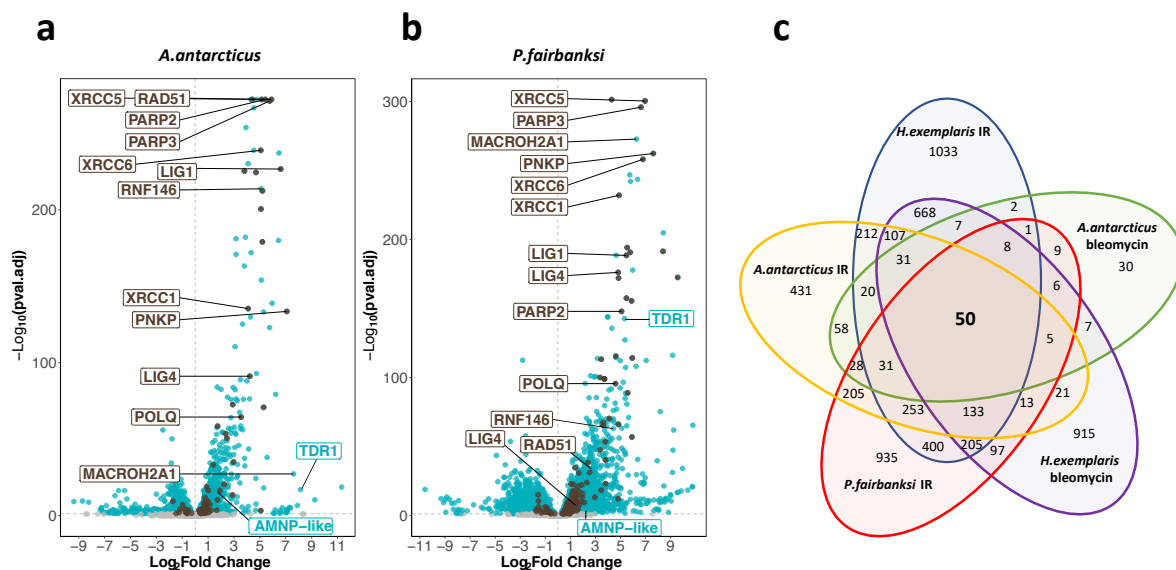 a
A.antarcticus
XRCC5
RAD51
PARP2
PARP3
XRCC6
LIG1
RNF146
XRCC1
PNKP
LIG4
POLQ
MACROH2A1
TDR1
AMNP–like
−Log10(pval.adj)
200
100
0
−9 −7 −5 −3 −1 1 3 5 7 9 11
Log2Fold Change
b
P.fairbanksi
XRCC5
PARP3
MACROH2A1
PNKP
XRCC6
XRCC1
LIG1
LIG4
PARP2
TDR1
POLQ
RNF146
LIG4
RAD51
AMNP–like
−Log10(pval.adj)
300
200
100
0
−11 −9 −7 −5 −3 −1 1 3 5 7 9
Log2Fold Change
c
H.exemplaris IR
1033
A.antarcticus
bleomycin
30
A.antarcticus IR
431
P.fairbanksi IR
935
H.exemplaris
bleomycin
915
668
2
212
107
7
1
8
9
31
6
20
7
58
50
5
28
31
205
253
133
13
21
400
205
97